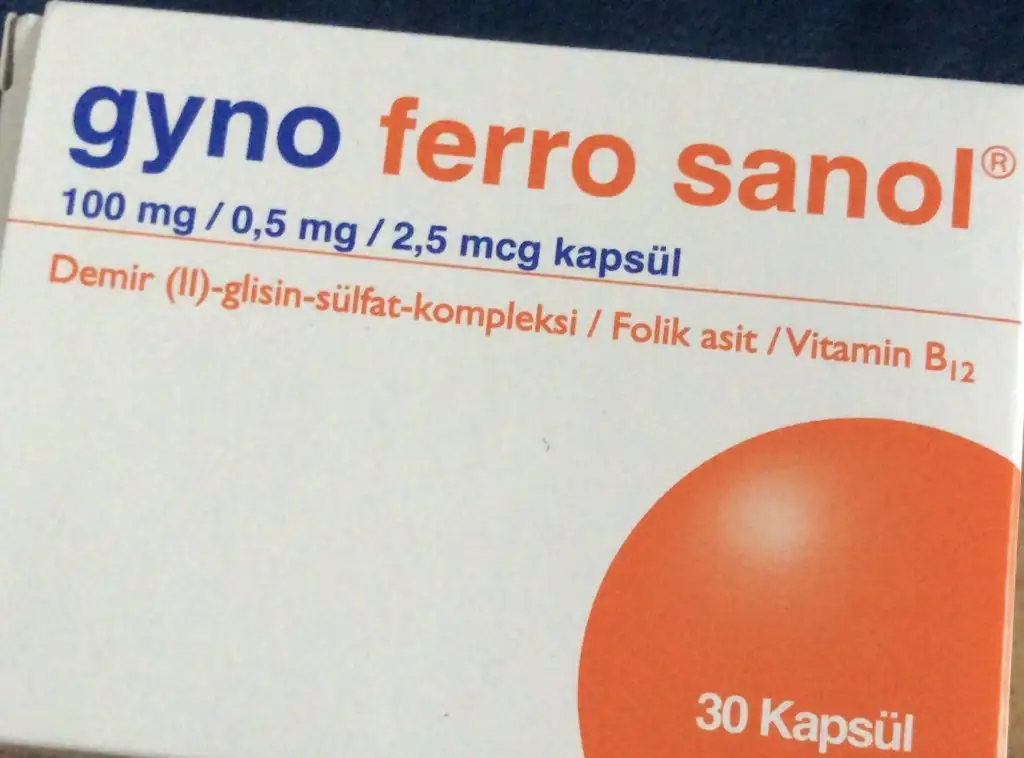 gyno ferro sanol®
100 mg / 0,5 mg / 2,5 mcg kapsül
Demir (II)-glisin-sülfat-kompleksi / Folik asit / Vitamin B₁₂
30 Kapsül